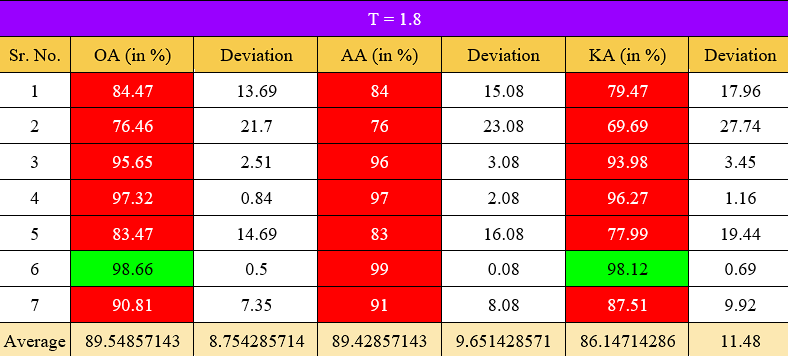 T = 1.8
Sr. No. OA (in %) Deviation AA (in %) Deviation KA (in %) Deviation
1 84.47 13.69 84 15.08 79.47 17.96
2 76.46 21.7 76 23.08 69.69 27.74
3 95.65 2.51 96 3.08 93.98 3.45
4 97.32 0.84 97 2.08 96.27 1.16
5 83.47 14.69 83 16.08 77.99 19.44
6 98.66 0.5 99 0.08 98.12 0.69
7 90.81 7.35 91 8.08 87.51 9.92
Average 89.54857143 8.754285714 89.42857143 9.651428571 86.14714286 11.48